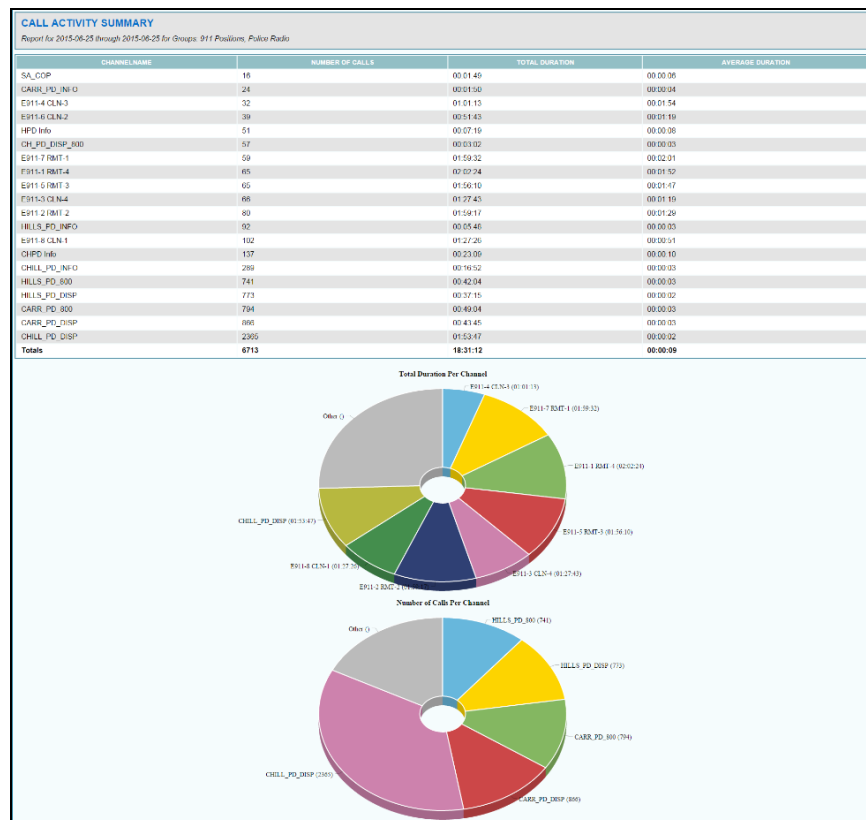 CALL ACTIVITY SUMMARY
Report for 2015-06-25 through 2015-06-25 for Groups: 911 Positions, Police Radio
CHANNELNAME NUMBER OF CALLS TOTAL DURATION AVERAGE DURATION
SA_COP 16 00:01:49 00:00:06
CARR_PD_INFO 24 00:01:50 00:00:04
E911-4 CLN-3 32 01:01:13 00:01:54
E911-6 CLN-2 39 00:51:43 00:01:19
HPD Info 51 00:07:19 00:00:08
CH_PD_DISP_800 57 00:03:02 00:00:03
E911-7 RMT-1 59 01:59:32 00:02:01
E911-1 RMT-4 65 02:02:24 00:01:52
E911-5 RMT-3 65 01:56:10 00:01:47
E911-3 CLN-4 66 01:27:43 00:01:19
E911-2 RMT-2 80 01:59:17 00:01:29
HILLS_PD_INFO 92 00:05:46 00:00:03
E911-8 CLN-1 102 01:27:26 00:00:51
CHPD Info 137 00:23:09 00:00:10
CHILL_PD_INFO 289 00:16:52 00:00:03
HILLS_PD_800 741 00:42:04 00:00:03
HILLS_PD_DISP 773 00:37:15 00:00:02
CARR_PD_800 794 00:49:04 00:00:03
CARR_PD_DISP 866 00:43:45 00:00:03
CHILL_PD_DISP 2365 01:53:47 00:00:02
Totals 6713 18:31:12 00:00:09
Total Duration Per Channel
E911-4 CLN-3 (01:01:13)
Other ()
E911-7 RMT-1 (01:59:32)
E911-1 RMT-4 (02:02:24)
CHILL_PD_DISP (01:53:47)
E911-5 RMT-3 (01:56:10)
E911-8 CLN-1 (01:27:26)
E911-3 CLN-4 (01:27:43)
E911-2 RMT-2
Number of Calls Per Channel
HILLS_PD_800 (741)
Other ()
HILLS_PD_DISP (773)
CARR_PD_800 (794)
CHILL_PD_DISP (2365)
CARR_PD_DISP (866)